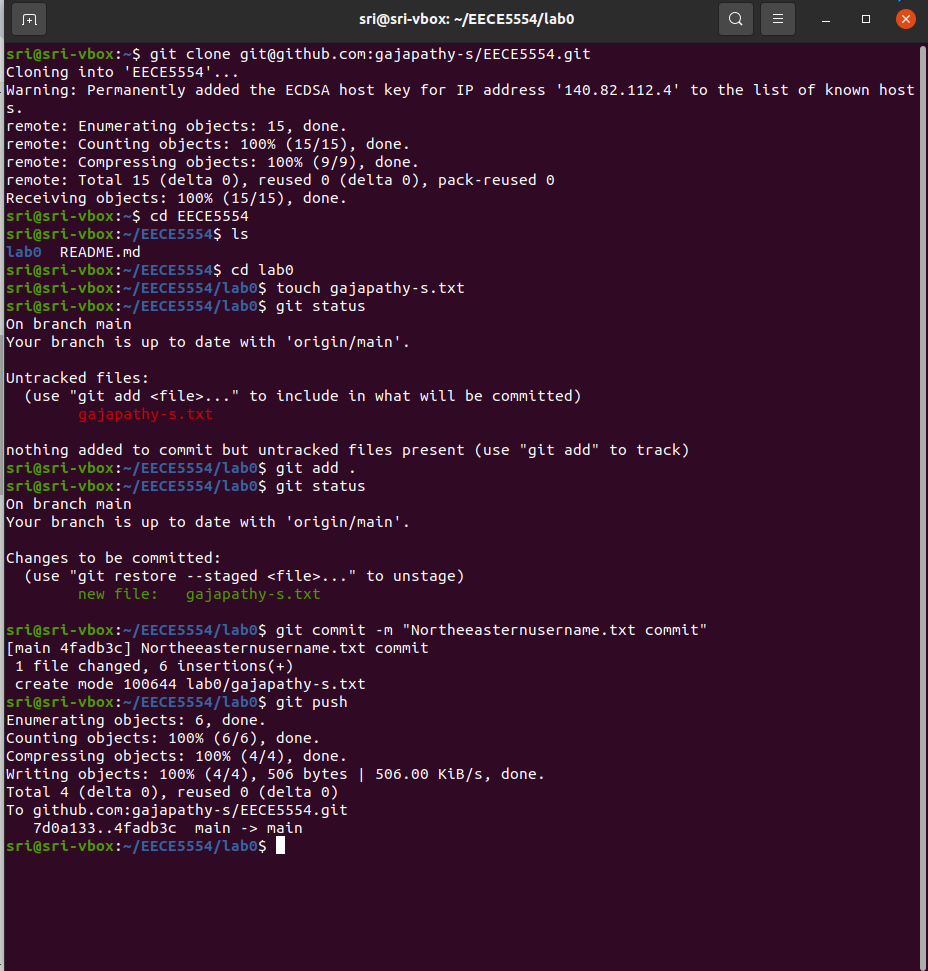 sri@sri-vbox: ~/EECE5554/lab0
sri@sri-vbox:~$ git clone git@github.com:gajapathy-s/EECE5554.git
Cloning into 'EECE5554'...
Warning: Permanently added the ECDSA host key for IP address '140.82.112.4' to the list of known host
s.
remote: Enumerating objects: 15, done.
remote: Counting objects: 100% (15/15), done.
remote: Compressing objects: 100% (9/9), done.
remote: Total 15 (delta 0), reused 0 (delta 0), pack-reused 0
Receiving objects: 100% (15/15), done.
sri@sri-vbox:~$ cd EECE5554
sri@sri-vbox:~/EECE5554$ ls
lab0  README.md
sri@sri-vbox:~/EECE5554$ cd lab0
sri@sri-vbox:~/EECE5554/lab0$ touch gajapathy-s.txt
sri@sri-vbox:~/EECE5554/lab0$ git status
On branch main
Your branch is up to date with 'origin/main'.

Untracked files:
  (use "git add <file>..." to include in what will be committed)
        gajapathy-s.txt

nothing added to commit but untracked files present (use "git add" to track)
sri@sri-vbox:~/EECE5554/lab0$ git add .
sri@sri-vbox:~/EECE5554/lab0$ git status
On branch main
Your branch is up to date with 'origin/main'.

Changes to be committed:
  (use "git restore --staged <file>..." to unstage)
        new file:   gajapathy-s.txt

sri@sri-vbox:~/EECE5554/lab0$ git commit -m "Northeeasternusername.txt commit"
[main 4fadb3c] Northeeasternusername.txt commit
 1 file changed, 6 insertions(+)
 create mode 100644 lab0/gajapathy-s.txt
sri@sri-vbox:~/EECE5554/lab0$ git push
Enumerating objects: 6, done.
Counting objects: 100% (6/6), done.
Compressing objects: 100% (4/4), done.
Writing objects: 100% (4/4), 506 bytes | 506.00 KiB/s, done.
Total 4 (delta 0), reused 0 (delta 0)
To github.com:gajapathy-s/EECE5554.git
   7d0a133..4fadb3c  main -> main
sri@sri-vbox:~/EECE5554/lab0$